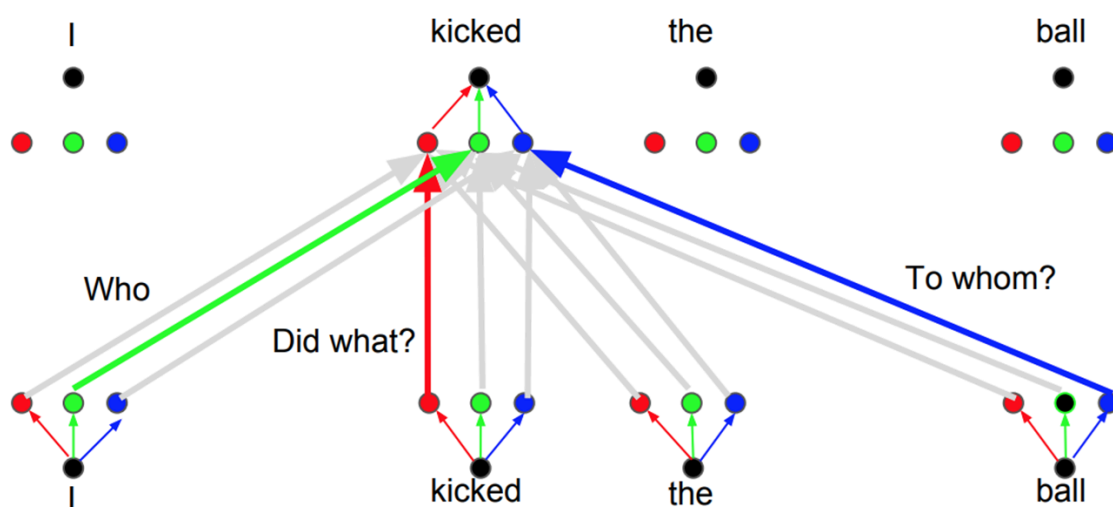 I kicked the ball
Who
Did what?
To whom?
I kicked the ball